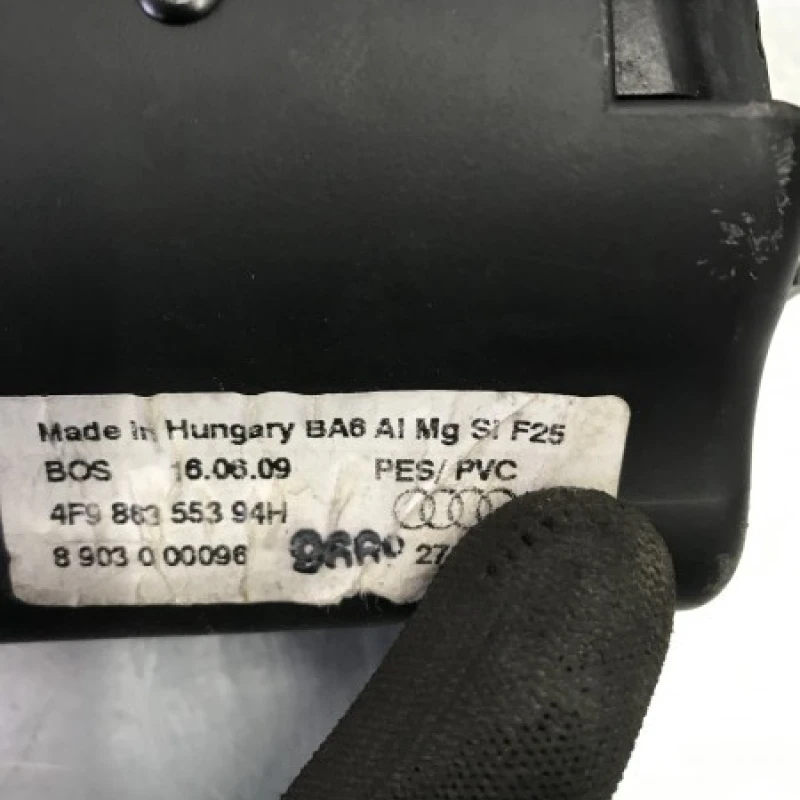 Made in Hungary BA6 Al Mg Si F25
BOS 16.06.09 PES/ PVC
4F9 863 553 94H
8 903 0 00096